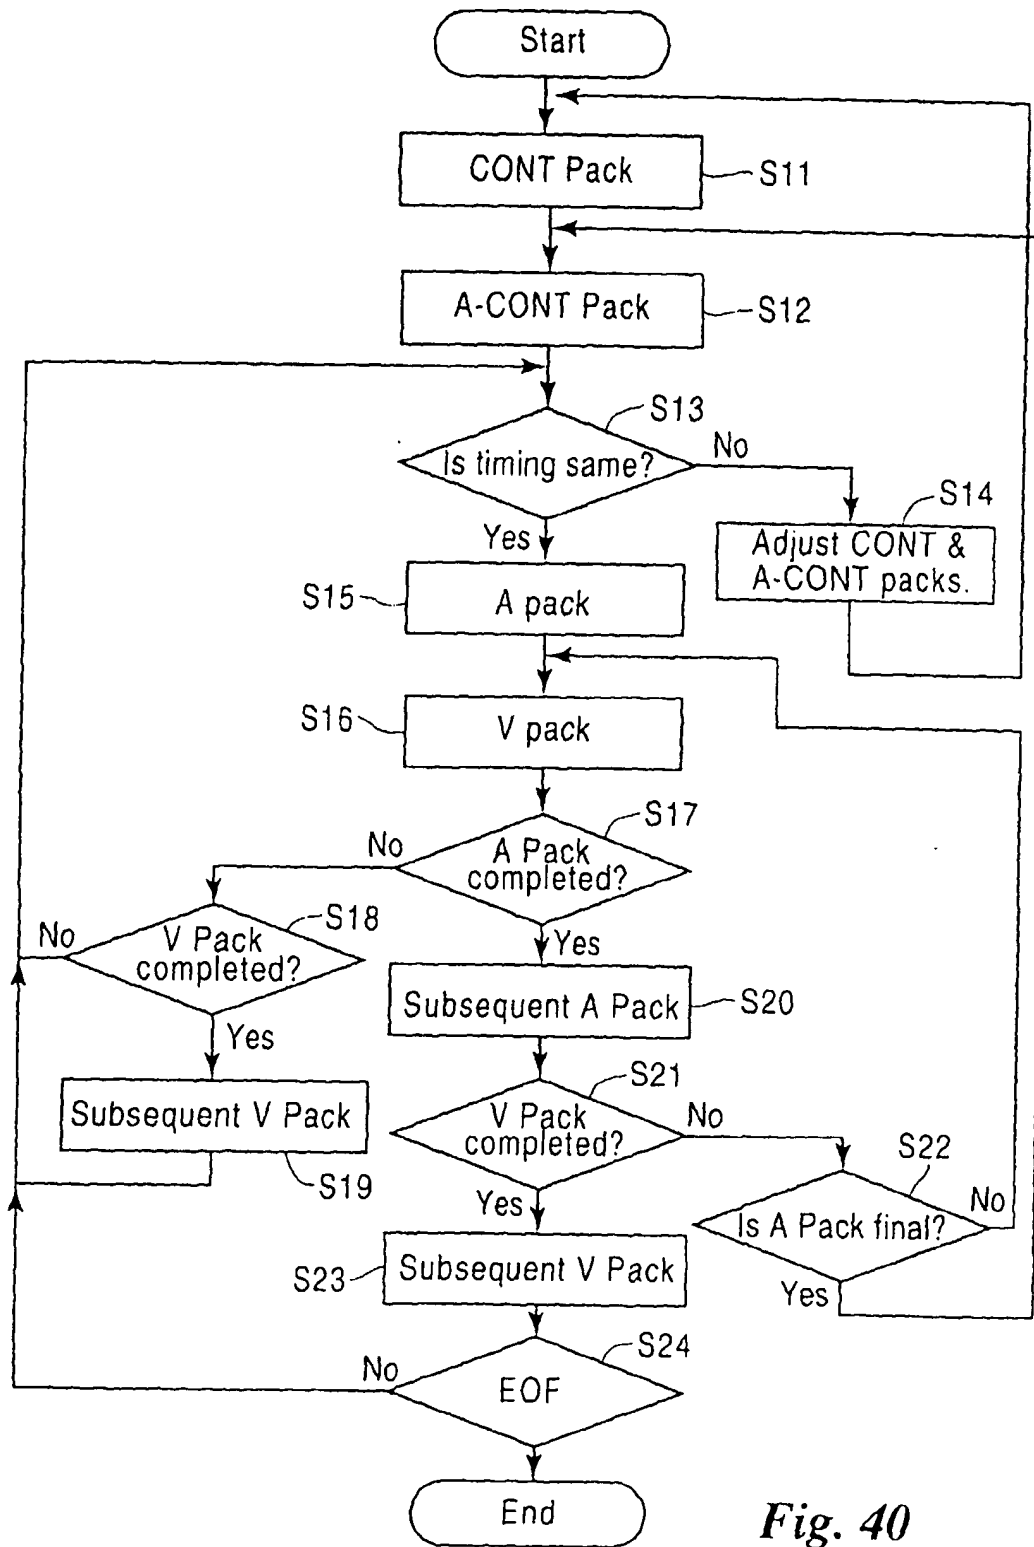 Start
CONT Pack
S11
A-CONT Pack
S12
S13
Is timing same?
No
Yes
S14
Adjust CONT &
A-CONT packs.
S15
A pack
S16
V pack
S17
No
A Pack
completed?
Yes
S18
No
V Pack
completed?
Yes
Subsequent A Pack
S20
Subsequent V Pack
S19
S21
V Pack
completed?
No
Yes
S22
Is A Pack final?
No
Yes
S23
Subsequent V Pack
S24
No
EOF
End
Fig. 40